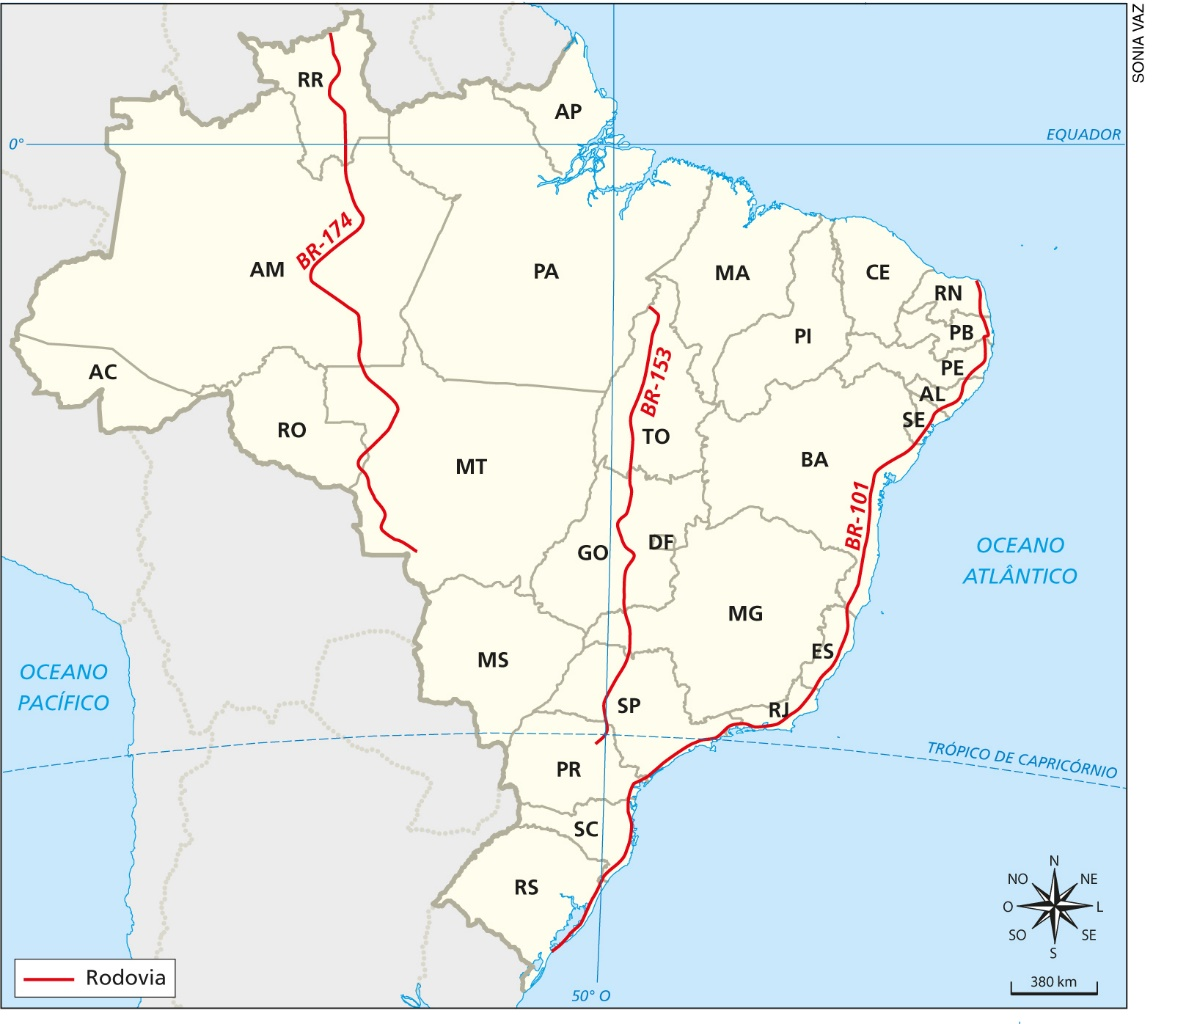 SONIA VAZ
RR
AP
0°
EQUADOR
BR-174
AM
PA
MA
CE
RN
PI
PB
PE
AC
AL
SE
BR-153
RO
TO
MT
BA
BR-101
GO
DF
OCEANO
ATLÂNTICO
MG
ES
MS
OCEANO
PACÍFICO
SP
RJ
TRÓPICO DE CAPRICÓRNIO
PR
SC
RS
N
NO
NE
O
L
SO
SE
S
Rodovia
380 km
50° O